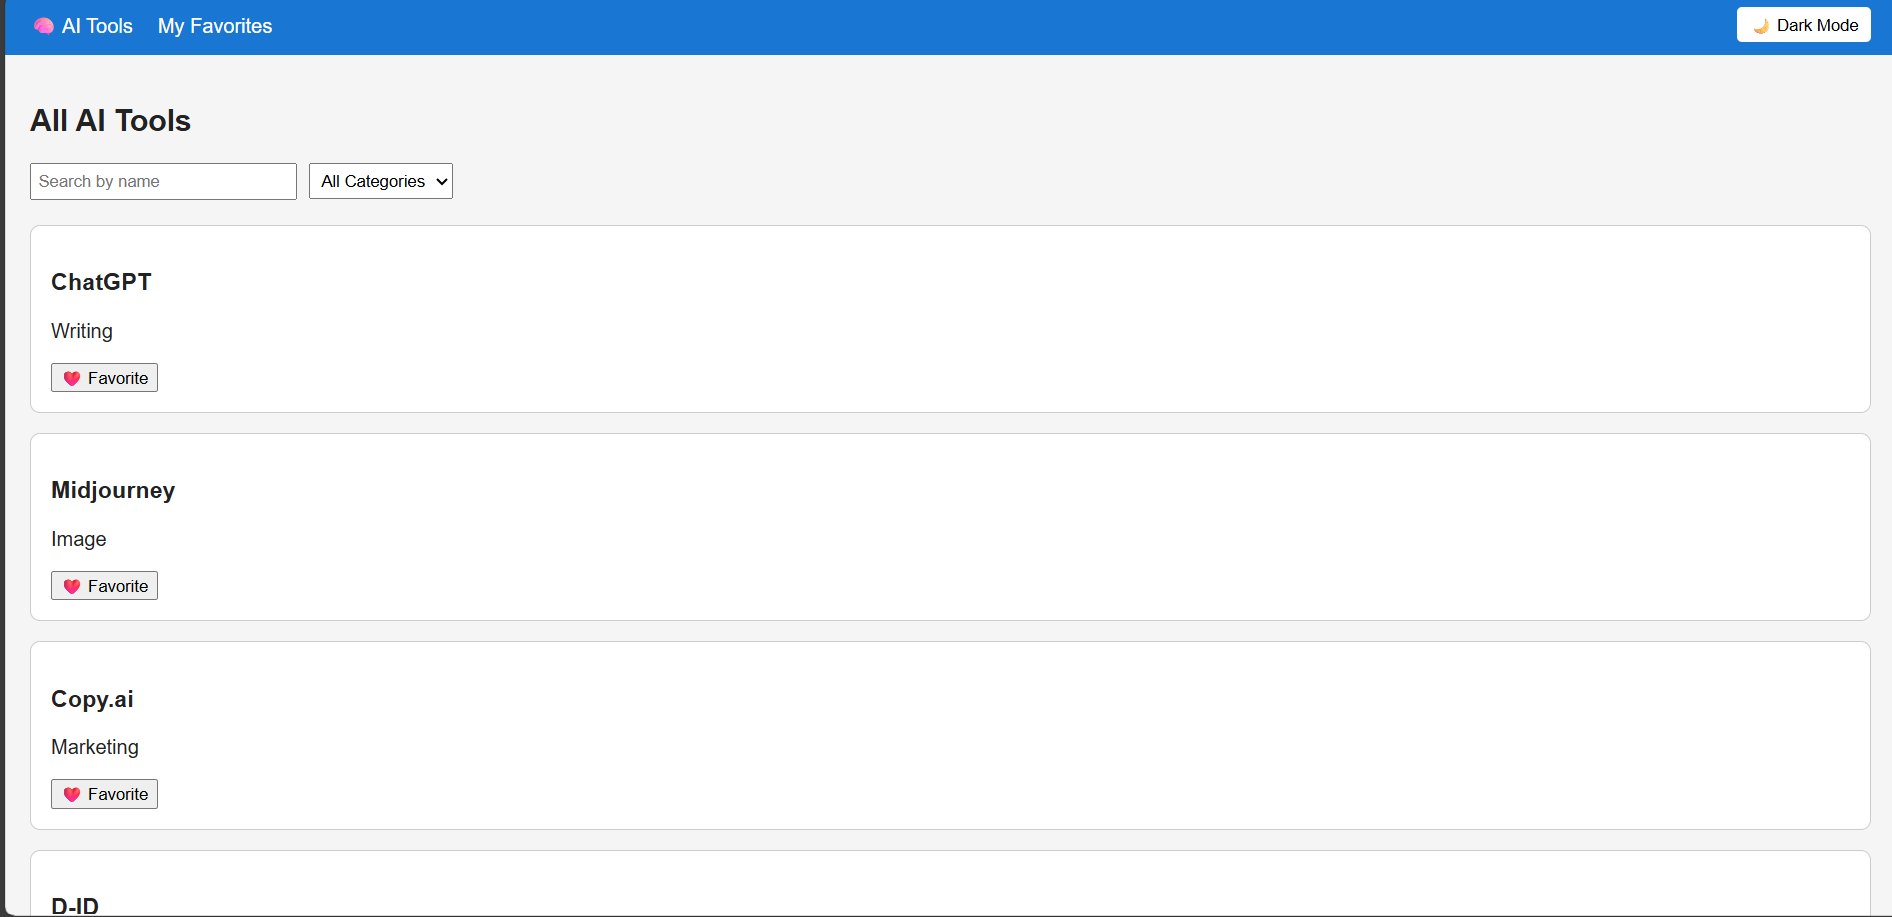 🧠 AI Tools My Favorites 🌙 Dark Mode
All AI Tools
Search by name All Categories
ChatGPT
Writing
❤️ Favorite
Midjourney
Image
❤️ Favorite
Copy.ai
Marketing
❤️ Favorite
D-ID